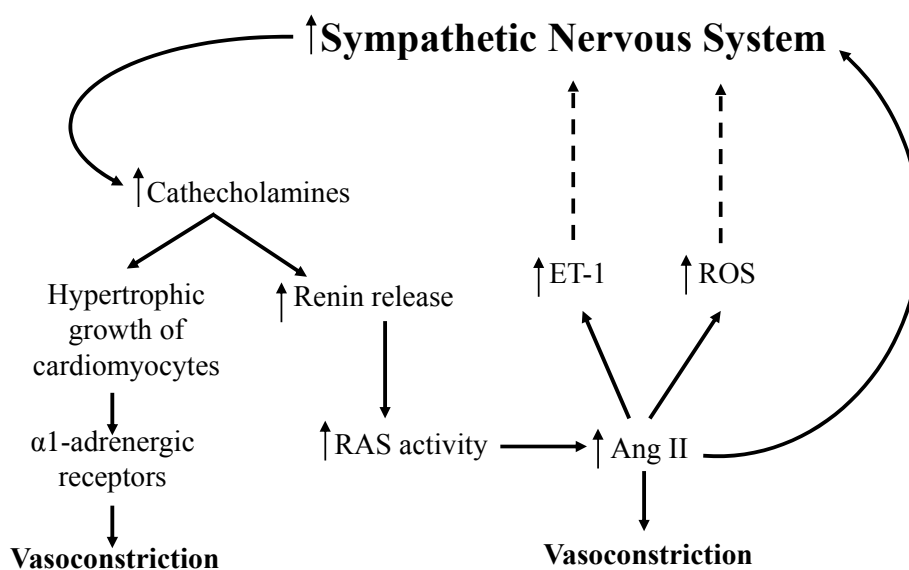 ↑Sympathetic Nervous System
↑Cathecholamines
Hypertrophic
growth of
cardiomyocytes
↑ Renin release
↑ET-1
↑ ROS
α1-adrenergic
receptors
↑RAS activity
↑ Ang II
Vasoconstriction
Vasoconstriction